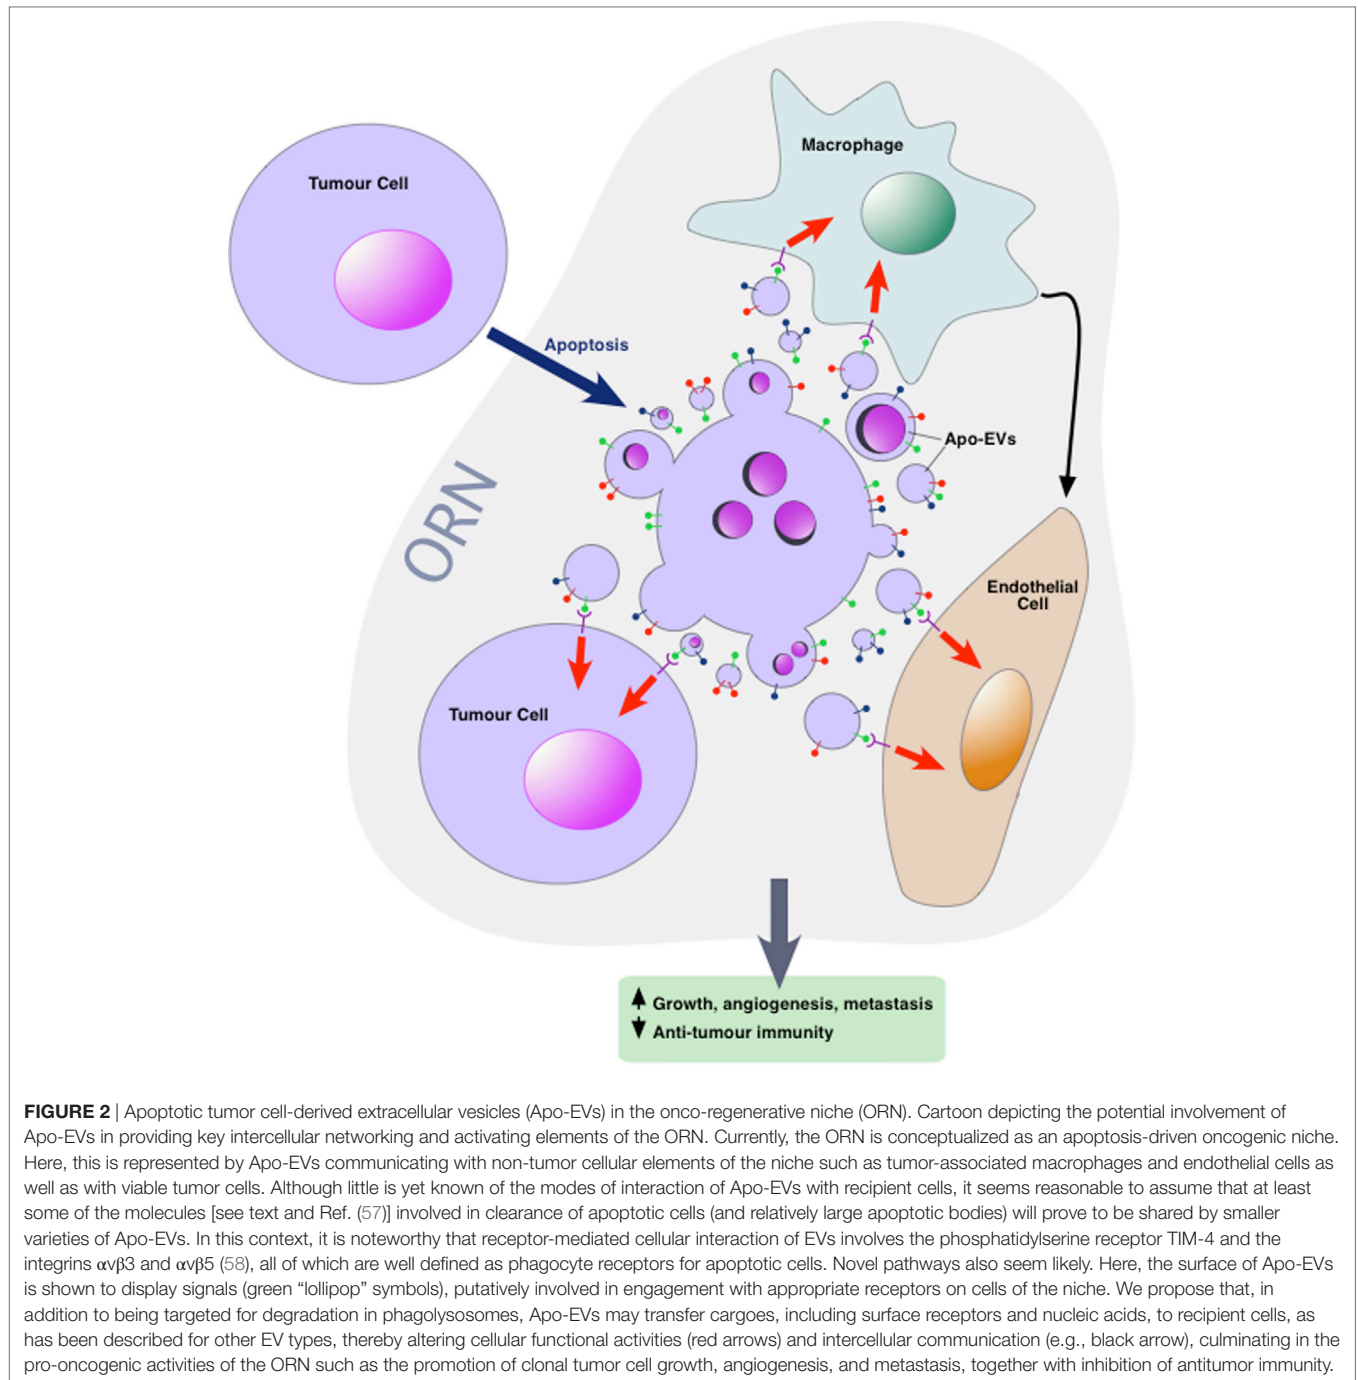 Macrophage
Tumour Cell
Apoptosis
Apo-EVs
ORN
Endothelial
Cell
Tumour Cell
Growth, angiogenesis, metastasis
Anti-tumour immunity
FIGURE 2 | Apoptotic tumor cell-derived extracellular vesicles (Apo-EVs) in the onco-regenerative niche (ORN). Cartoon depicting the potential involvement of
Apo-EVs in providing key intercellular networking and activating elements of the ORN. Currently, the ORN is conceptualized as an apoptosis-driven oncogenic niche.
Here, this is represented by Apo-EVs communicating with non-tumor cellular elements of the niche such as tumor-associated macrophages and endothelial cells as
well as with viable tumor cells. Although little is yet known of the modes of interaction of Apo-EVs with recipient cells, it seems reasonable to assume that at least
some of the molecules [see text and Ref. (57)] involved in clearance of apoptotic cells (and relatively large apoptotic bodies) will prove to be shared by smaller
varieties of Apo-EVs. In this context, it is noteworthy that receptor-mediated cellular interaction of EVs involves the phosphatidylserine receptor TIM-4 and the
integrins αvβ3 and αvβ5 (58), all of which are well defined as phagocyte receptors for apoptotic cells. Novel pathways also seem likely. Here, the surface of Apo-EVs
is shown to display signals (green “lollipop” symbols), putatively involved in engagement with appropriate receptors on cells of the niche. We propose that, in
addition to being targeted for degradation in phagolysosomes, Apo-EVs may transfer cargoes, including surface receptors and nucleic acids, to recipient cells, as
has been described for other EV types, thereby altering cellular functional activities (red arrows) and intercellular communication (e.g., black arrow), culminating in the
pro-oncogenic activities of the ORN such as the promotion of clonal tumor cell growth, angiogenesis, and metastasis, together with inhibition of antitumor immunity.